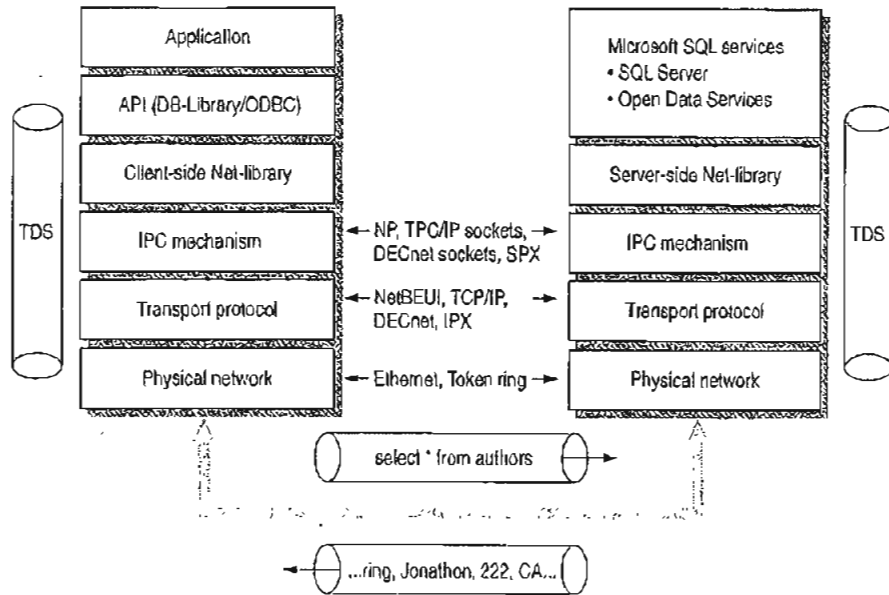 Application
API (DB-Library/ODBC)
Client-side Net-library
IPC mechanism
Transport protocol
Physical network
TDS
NP, TPC/IP sockets,
DECnet sockets, SPX
NetBEUI, TCP/IP,
DECnet, IPX
Ethernet, Token ring
Microsoft SQL services
• SQL Server
• Open Data Services
Server-side Net-library
IPC mechanism
Transport protocol
Physical network
TDS
select * from authors
...ring, Jonathon, 222, CA...